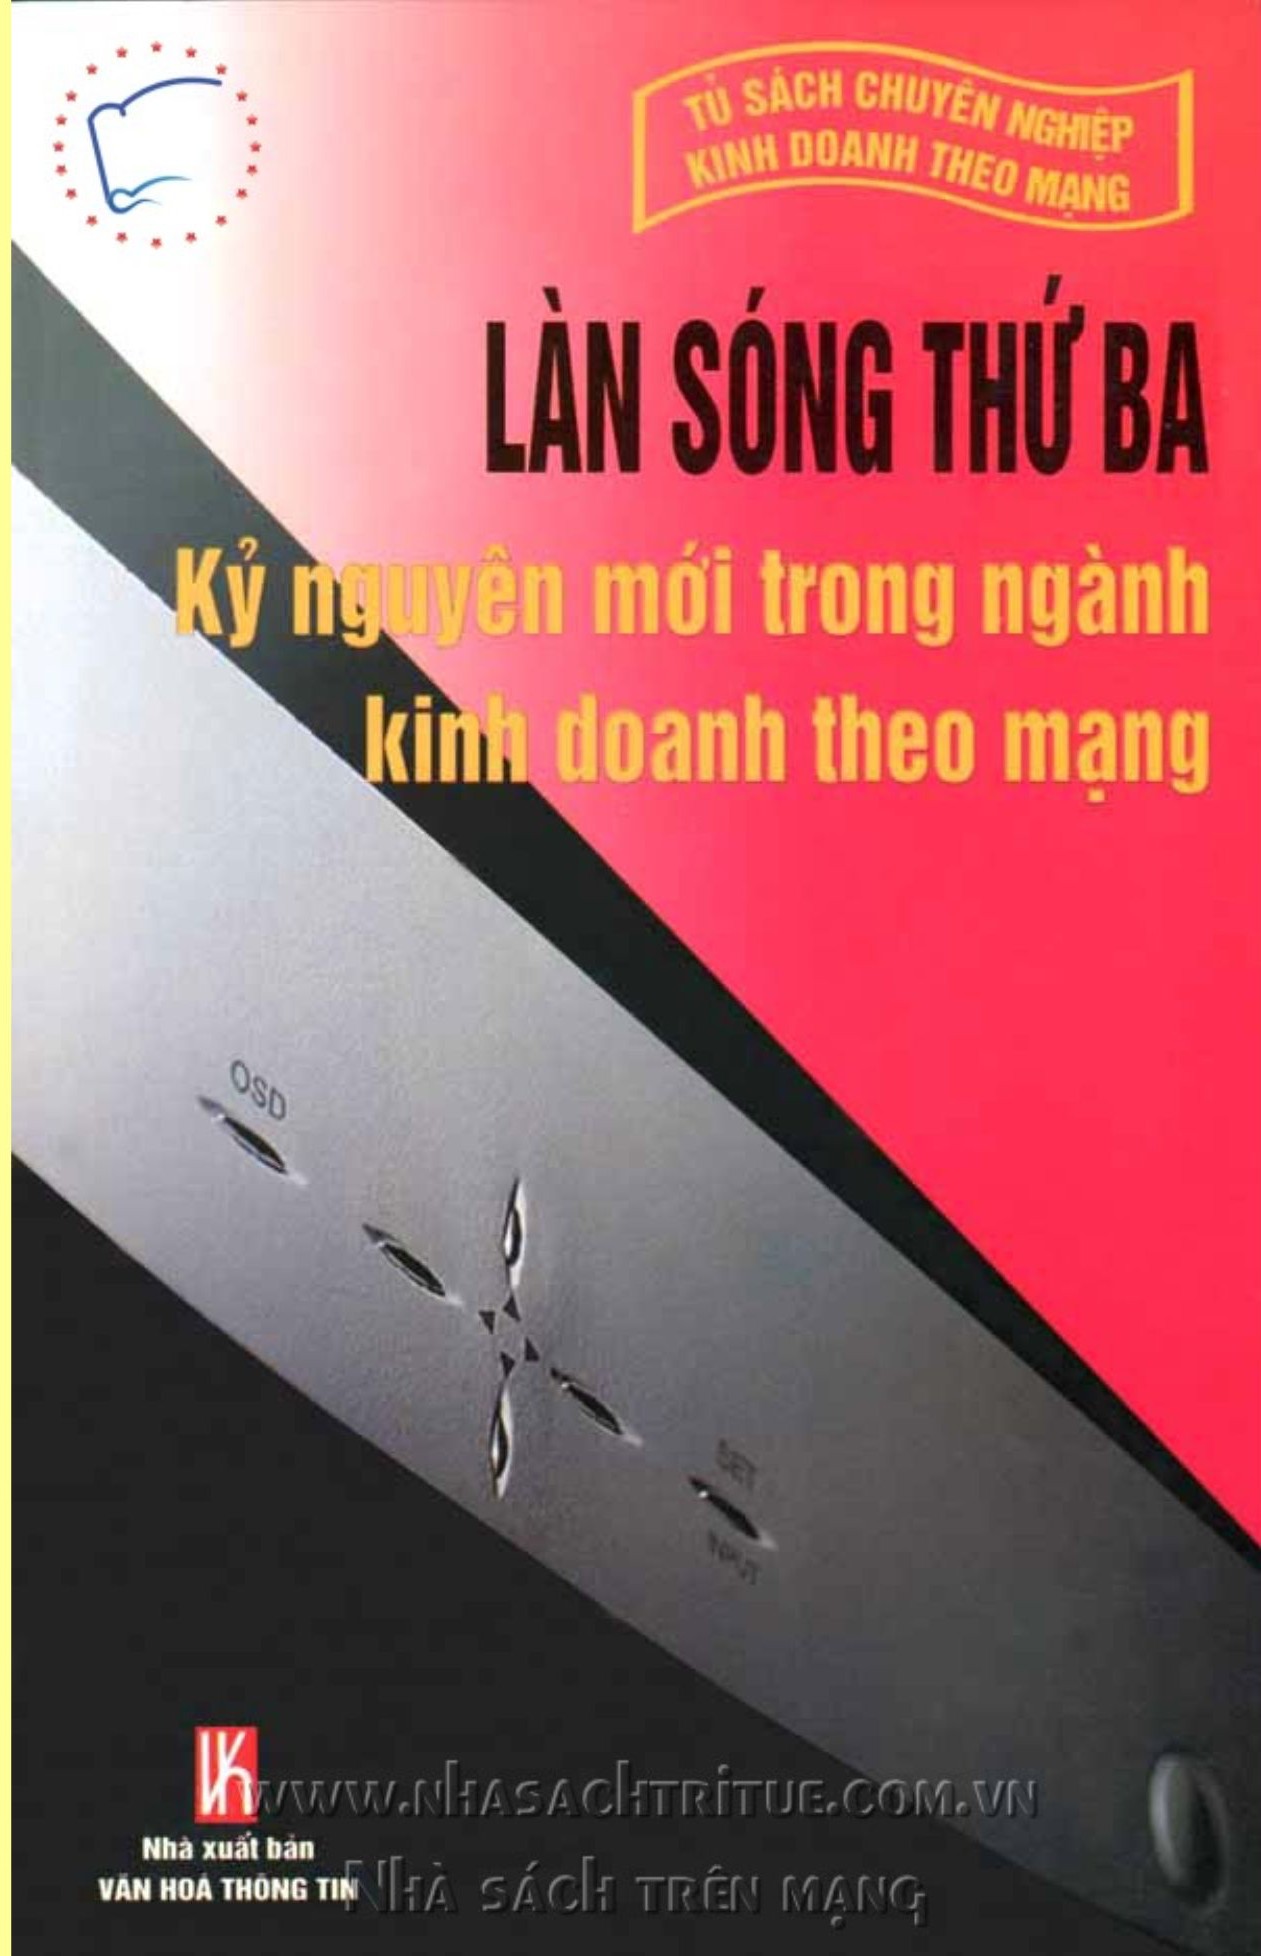 TỦ SÁCH CHUYÊN NGHIỆP
KINH DOANH THEO MẠNG
LÀN SÓNG THỨ BA
Kỷ nguyên mới trong ngành
kinh doanh theo mạng
OSD
SET
INPUT
WWW.NHASACHTRITUE.COM.VN
Nhà xuất bản
VĂN HOÁ THÔNG TIN
NHÀ SÁCH TRÊN MẠNG